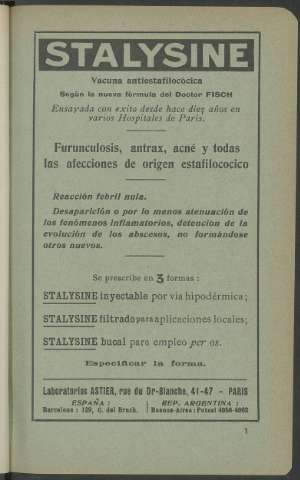 STALYSINE
Vacuna antiestafilocócica
Según la nueva fórmula del Doctor FISCH
Ensayada con exito desde hace diez años en
varios Hospitales de Paris.
Furunculosis, antrax, acné y todas
las afecciones de origen estafilococico
Reacción febril nula.
Desaparición o por lo menos atenuación de
los fenómenos inflamatorios, detención de la
evolución de los abscesos, no formándose
otros nuevos.
Se prescribe en 3 formas :
STALYSINE inyectable por via hipodérmica;
STALYSINE filtrado para aplicaciones locales;
STALYSINE bucal para empleo per os.
Especificar la forma.
Laboratorios ASTIER, rue du Dr-Blanche, 41-47 - PARIS
ESPAÑA :
Barcelona : 129, C. del Bruch.
REP. ARGENTINA :
Buenos-Aires : Potosi 4058-4062
1